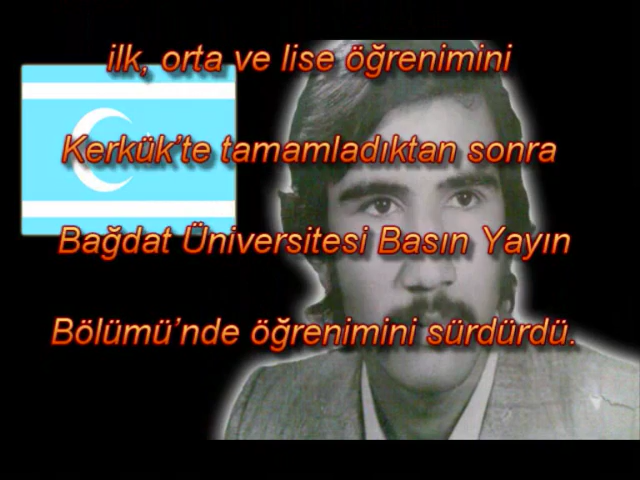 ilk, orta ve lise öğrenimini
Kerkük'te tamamladıktan sonra
Bağdat Üniversitesi Basın Yayın
Bölümü'nde öğrenimini sürdürdü.